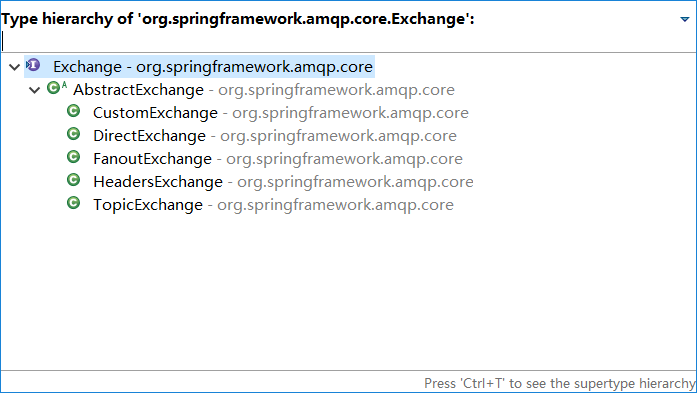 Type hierarchy of 'org.springframework.amqp.core.Exchange':
Exchange - org.springframework.amqp.core
AbstractExchange - org.springframework.amqp.core
CustomExchange - org.springframework.amqp.core
DirectExchange - org.springframework.amqp.core
FanoutExchange - org.springframework.amqp.core
HeadersExchange - org.springframework.amqp.core
TopicExchange - org.springframework.amqp.core
Press 'Ctrl+T' to see the supertype hierarchy